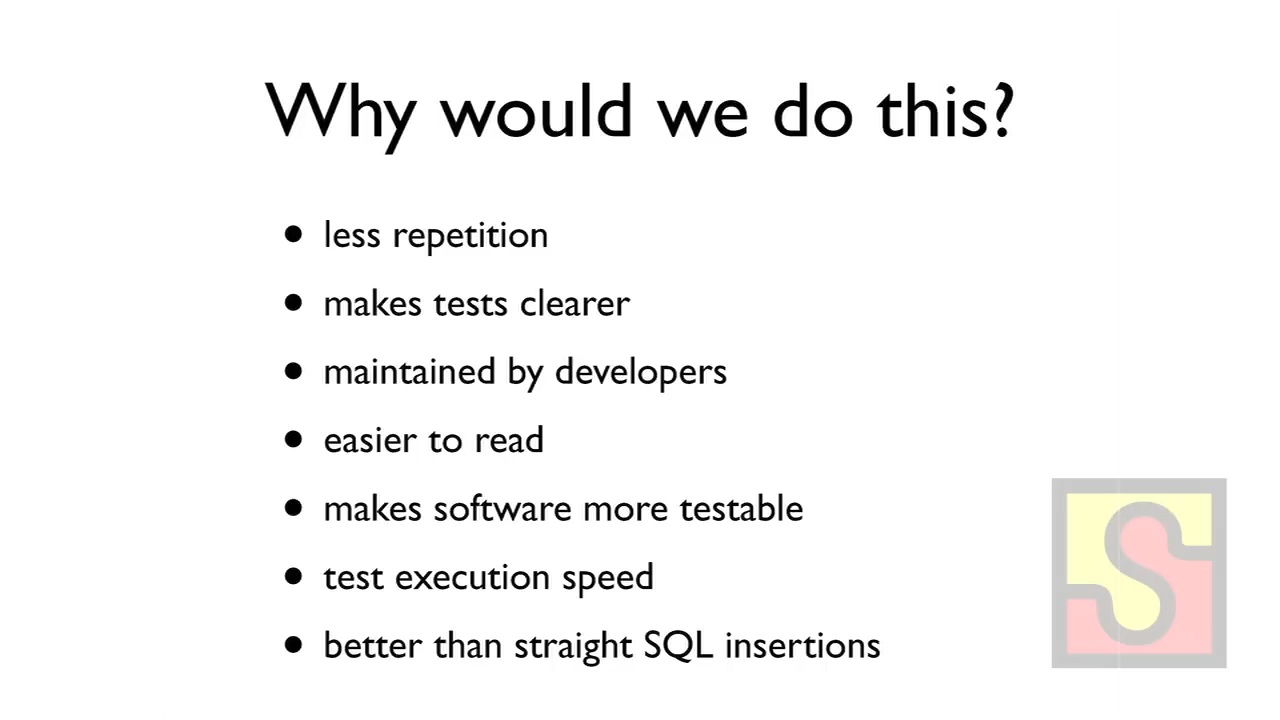 Why would we do this?
• less repetition
• makes tests clearer
• maintained by developers
• easier to read
• makes software more testable
• test execution speed
• better than straight SQL insertions
S